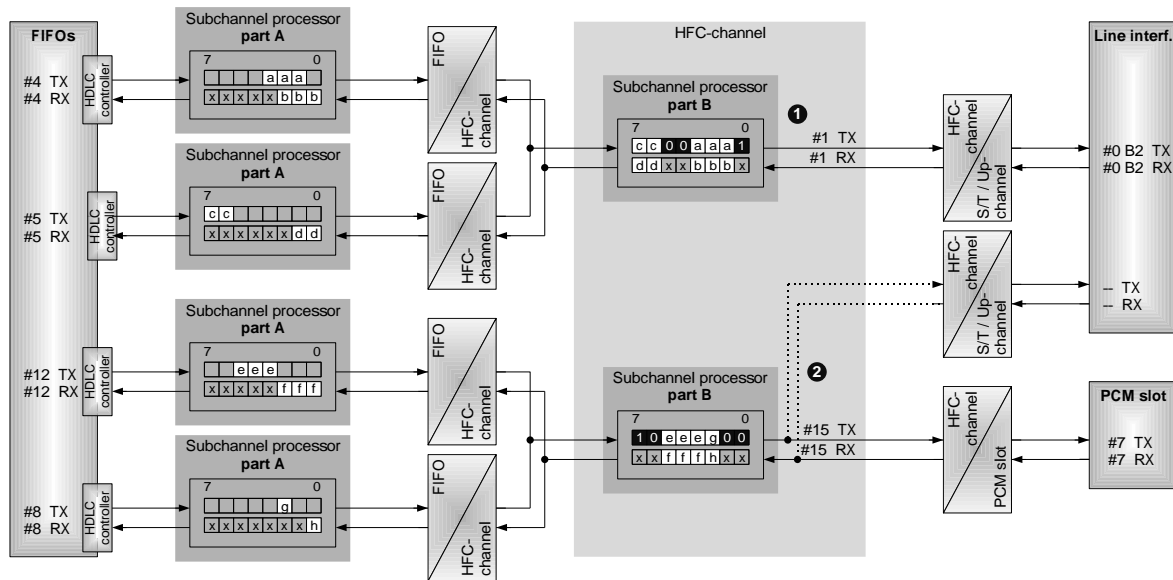 FIFOs
#4 TX
#4 RX
#5 TX
#5 RX
#12 TX
#12 RX
#8 TX
#8 RX
HDLC
controller
HDLC
controller
HDLC
controller
HDLC
controller
Subchannel processor
part A
7 0
a a a
x x x x x b b b
Subchannel processor
part A
7 0
c c
x x x x x x d d
Subchannel processor
part A
7 0
e e e
x x x x x f f f
Subchannel processor
part A
7 0
g
x x x x x x x h
FIFO
HFC-
channel
FIFO
HFC-
channel
FIFO
HFC-
channel
FIFO
HFC-
channel
HFC-channel
Subchannel processor
part B
7 0
c c 0 0 a a a 1
d d x x b b b x
1
#1 TX
#1 RX
2
Subchannel processor
part B
7 0
1 0 e e e g 0 0
x x f f f h x x
#15 TX
#15 RX
HFC-
channel
S/T / Up-
channel
HFC-
channel
S/T / Up-
channel
HFC-
channel
PCM slot
Line interf.
#0 B2 TX
#0 B2 RX
-- TX
-- RX
PCM slot
#7 TX
#7 RX